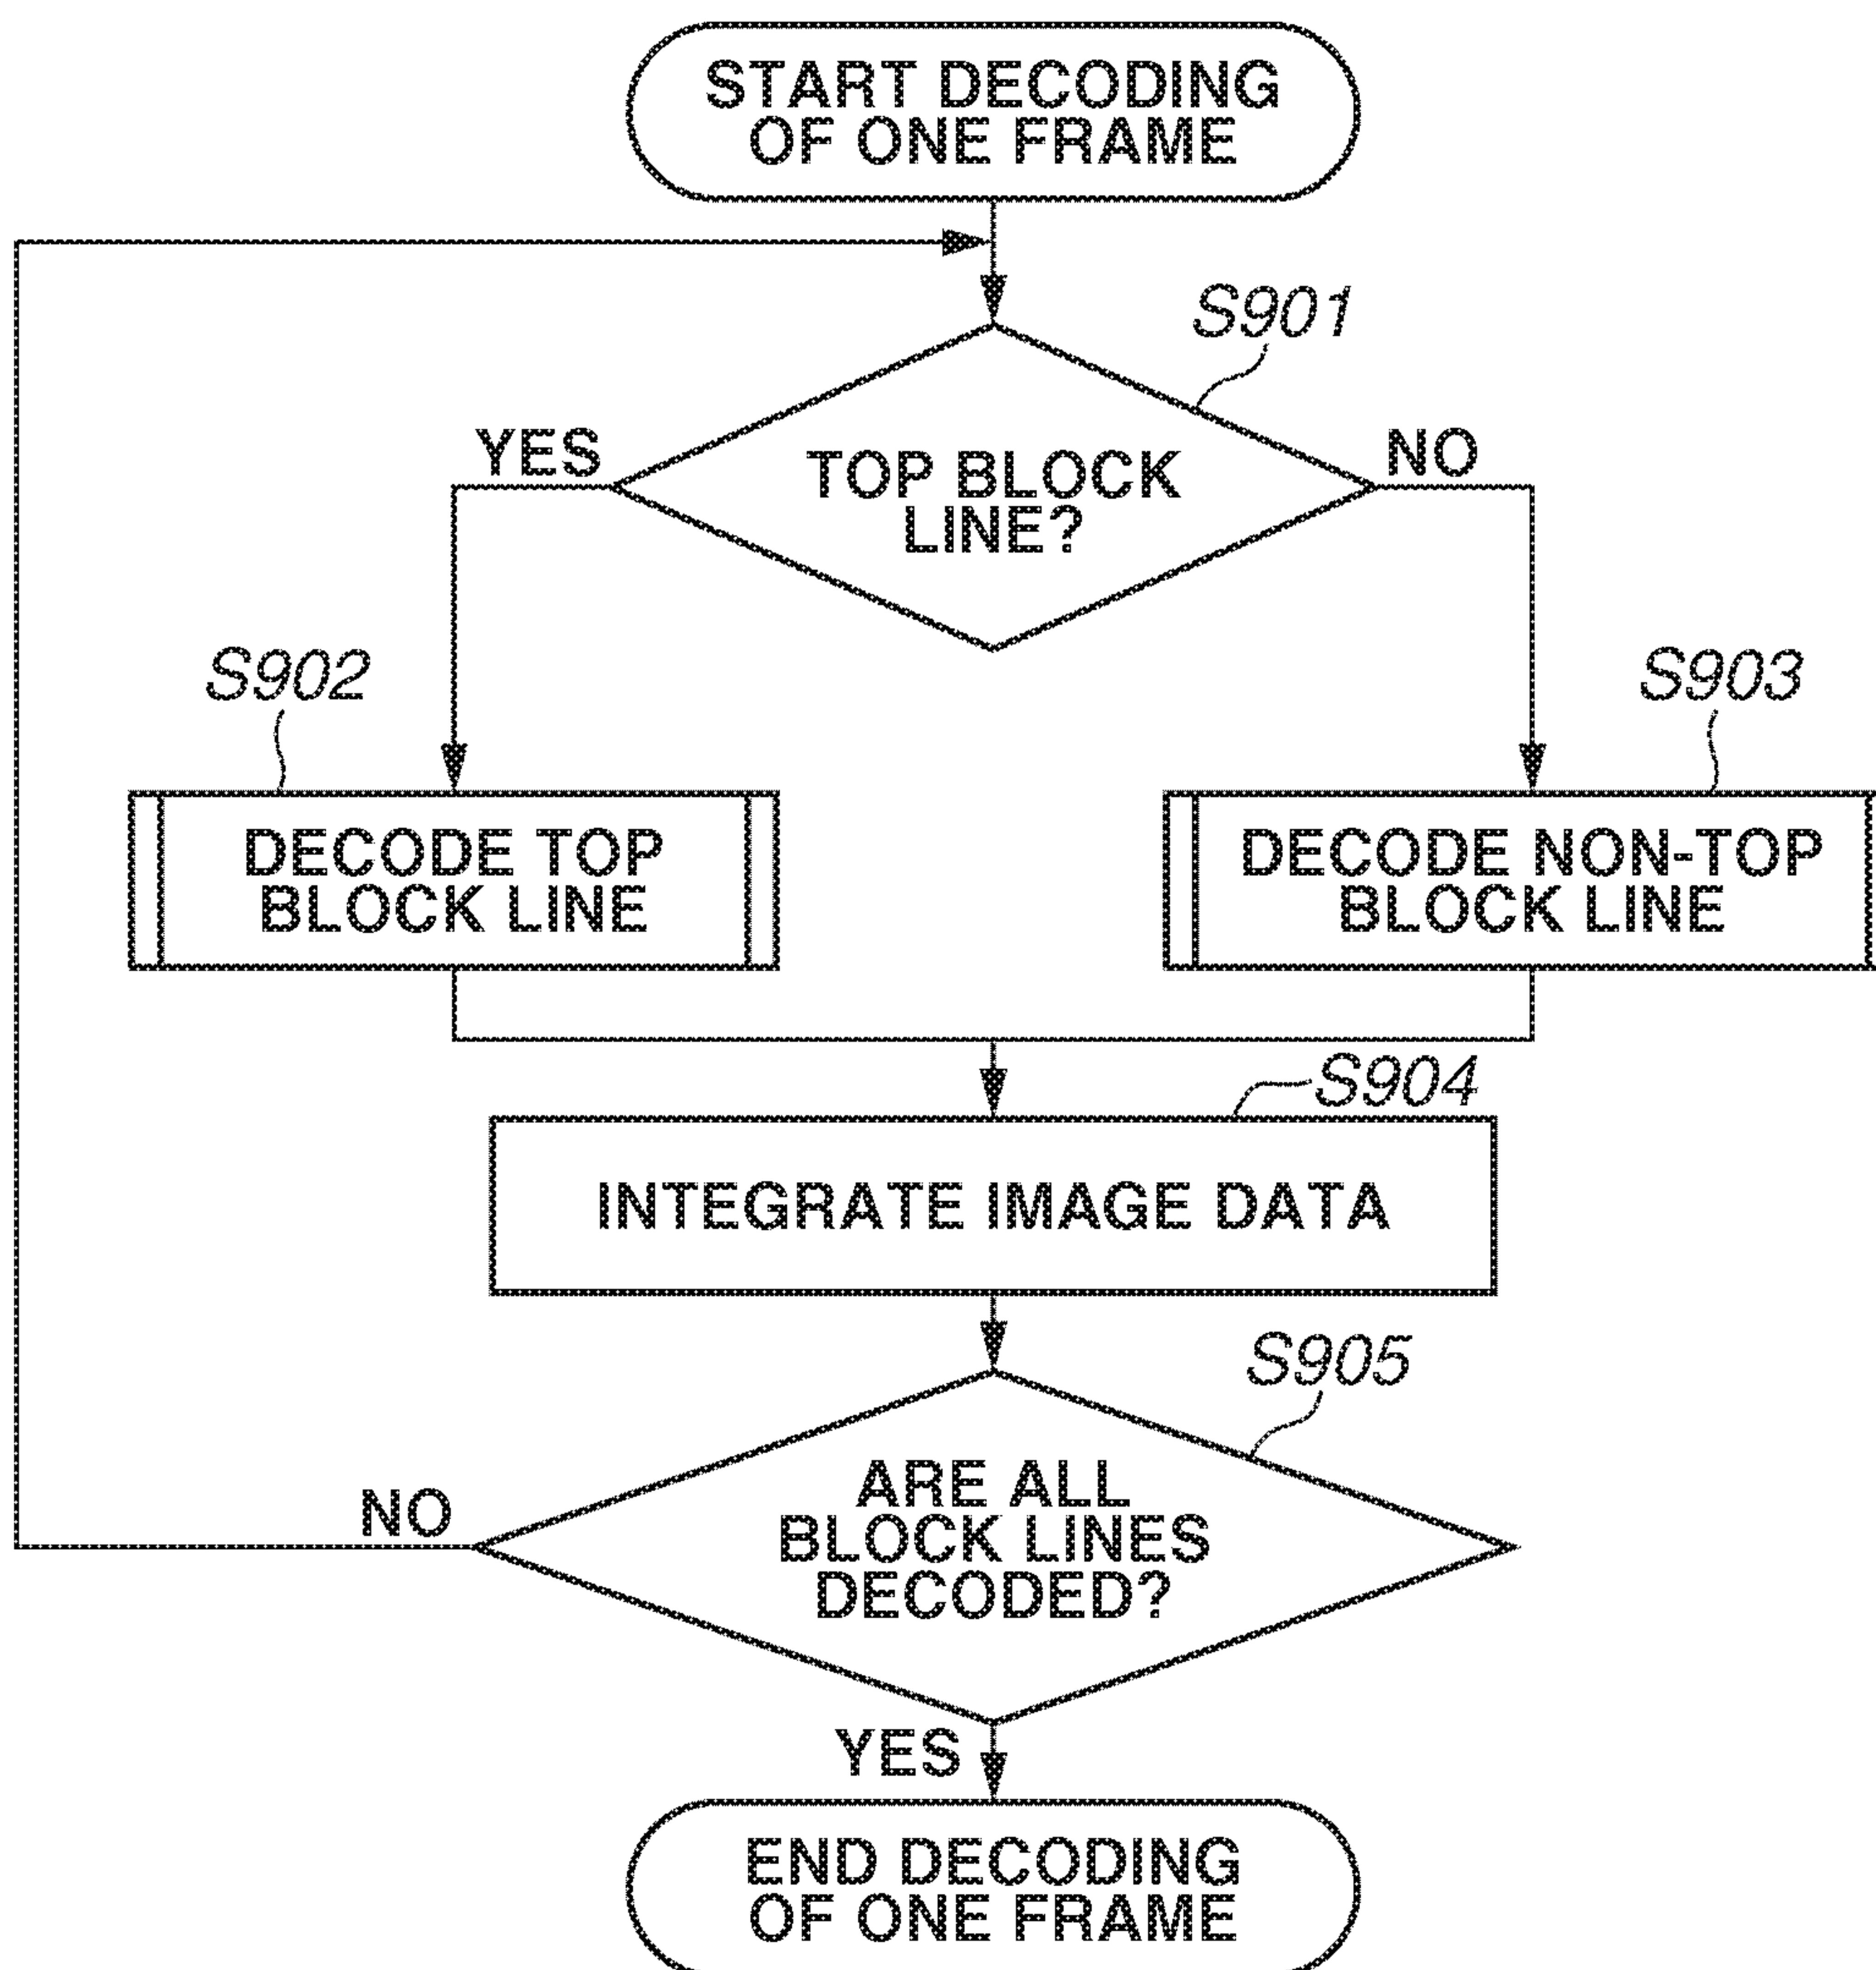 START DECODING
OF ONE FRAME
S901
YES
NO
TOP BLOCK
LINE?
S902
S903
DECODE TOP
BLOCK LINE
DECODE NON-TOP
BLOCK LINE
S904
INTEGRATE IMAGE DATA
S905
NO
ARE ALL
BLOCK LINES
DECODED?
YES
END DECODING
OF ONE FRAME